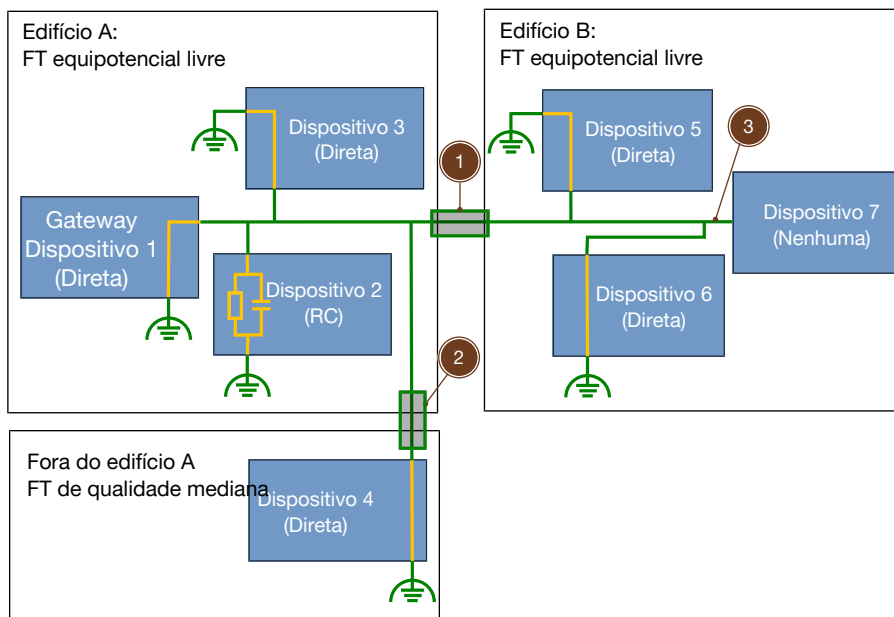 Edifício A:
FT equipotencial livre
Dispositivo 3
(Direta)
Gateway
Dispositivo 1
(Direta)
Dispositivo 2
(RC)
1
2
Edifício B:
FT equipotencial livre
Dispositivo 5
(Direta)
3
Dispositivo 7
(Nenhuma)
Dispositivo 6
(Direta)
Fora do edifício A
FT de qualidade mediana
Dispositivo 4
(Direta)